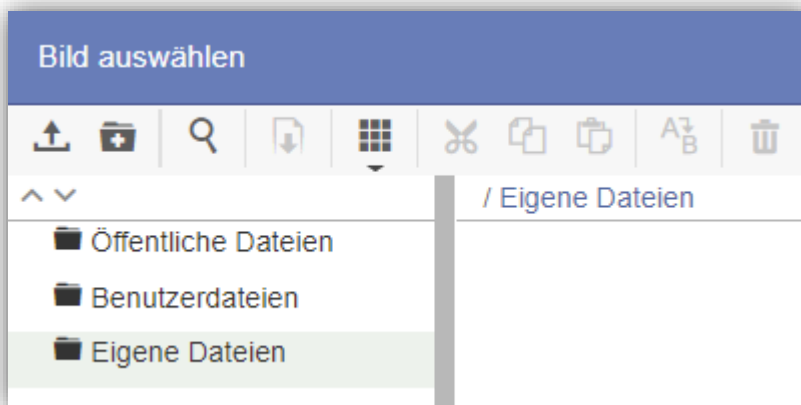 Bild auswählen
/ Eigene Dateien
Öffentliche Dateien
Benutzerdateien
Eigene Dateien